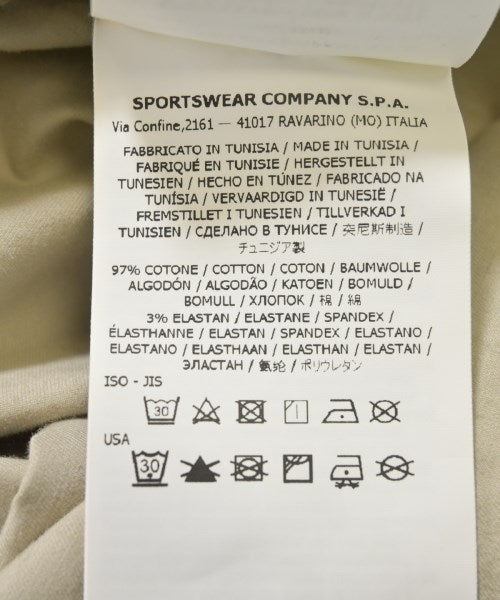 SPORTSWEAR COMPANY S.P.A.
Via Confine,2161 — 41017 RAVARINO (MO) ITALIA
FABBRICATO IN TUNISIA / MADE IN TUNISIA /
FABRIQUÉ EN TUNISIE / HERGESTELLT IN
TUNESIEN / HECHO EN TÚNEZ / FABRICADO NA
TUNÍSIA / VERVAARDIGD IN TUNESIË /
FREMSTILLET I TUNESIEN / TILLVERKAD I
TUNISIEN / СДЕЛАНО В ТУНИСЕ / 突尼斯制造 /
チュニジア製
97% COTONE / COTTON / COTON / BAUMWOLLE /
ALGODÓN / ALGODÃO / KATOEN / BOMULD /
BOMULL / ХЛОПОК / 棉 / 綿
3% ELASTAN / ELASTANE / SPANDEX /
ÉLASTHANNE / ELASTAN / SPANDEX / ELASTANO /
ELASTANO / ELASTHAAN / ELASTHAN / ELASTAN /
ЭЛАСТАН / 氨纶 / ポリウレタン
ISO - JIS
30
USA
30